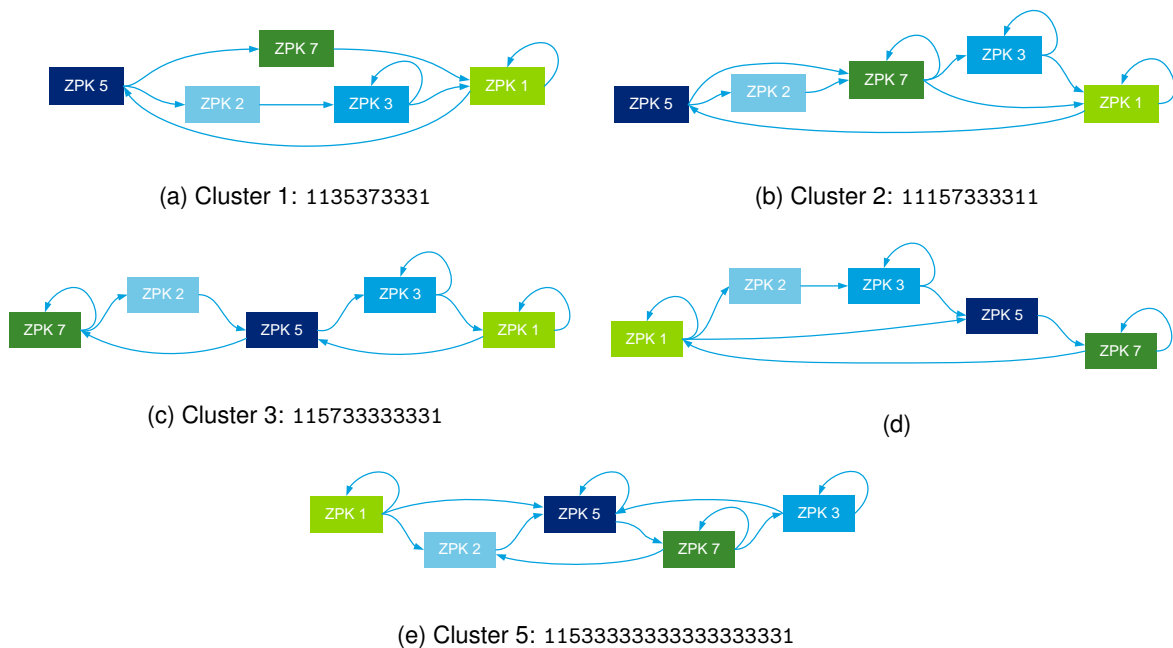 ZPK 5
ZPK 7
ZPK 2
ZPK 3
ZPK 1
(a) Cluster 1: 1135373331
ZPK 5
ZPK 2
ZPK 7
ZPK 3
ZPK 1
(b) Cluster 2: 11157333311
ZPK 7
ZPK 2
ZPK 5
ZPK 3
ZPK 1
(c) Cluster 3: 115733333331
ZPK 1
ZPK 2
ZPK 3
ZPK 5
ZPK 7
(d)
ZPK 1
ZPK 2
ZPK 5
ZPK 7
ZPK 3
(e) Cluster 5: 11533333333333333331